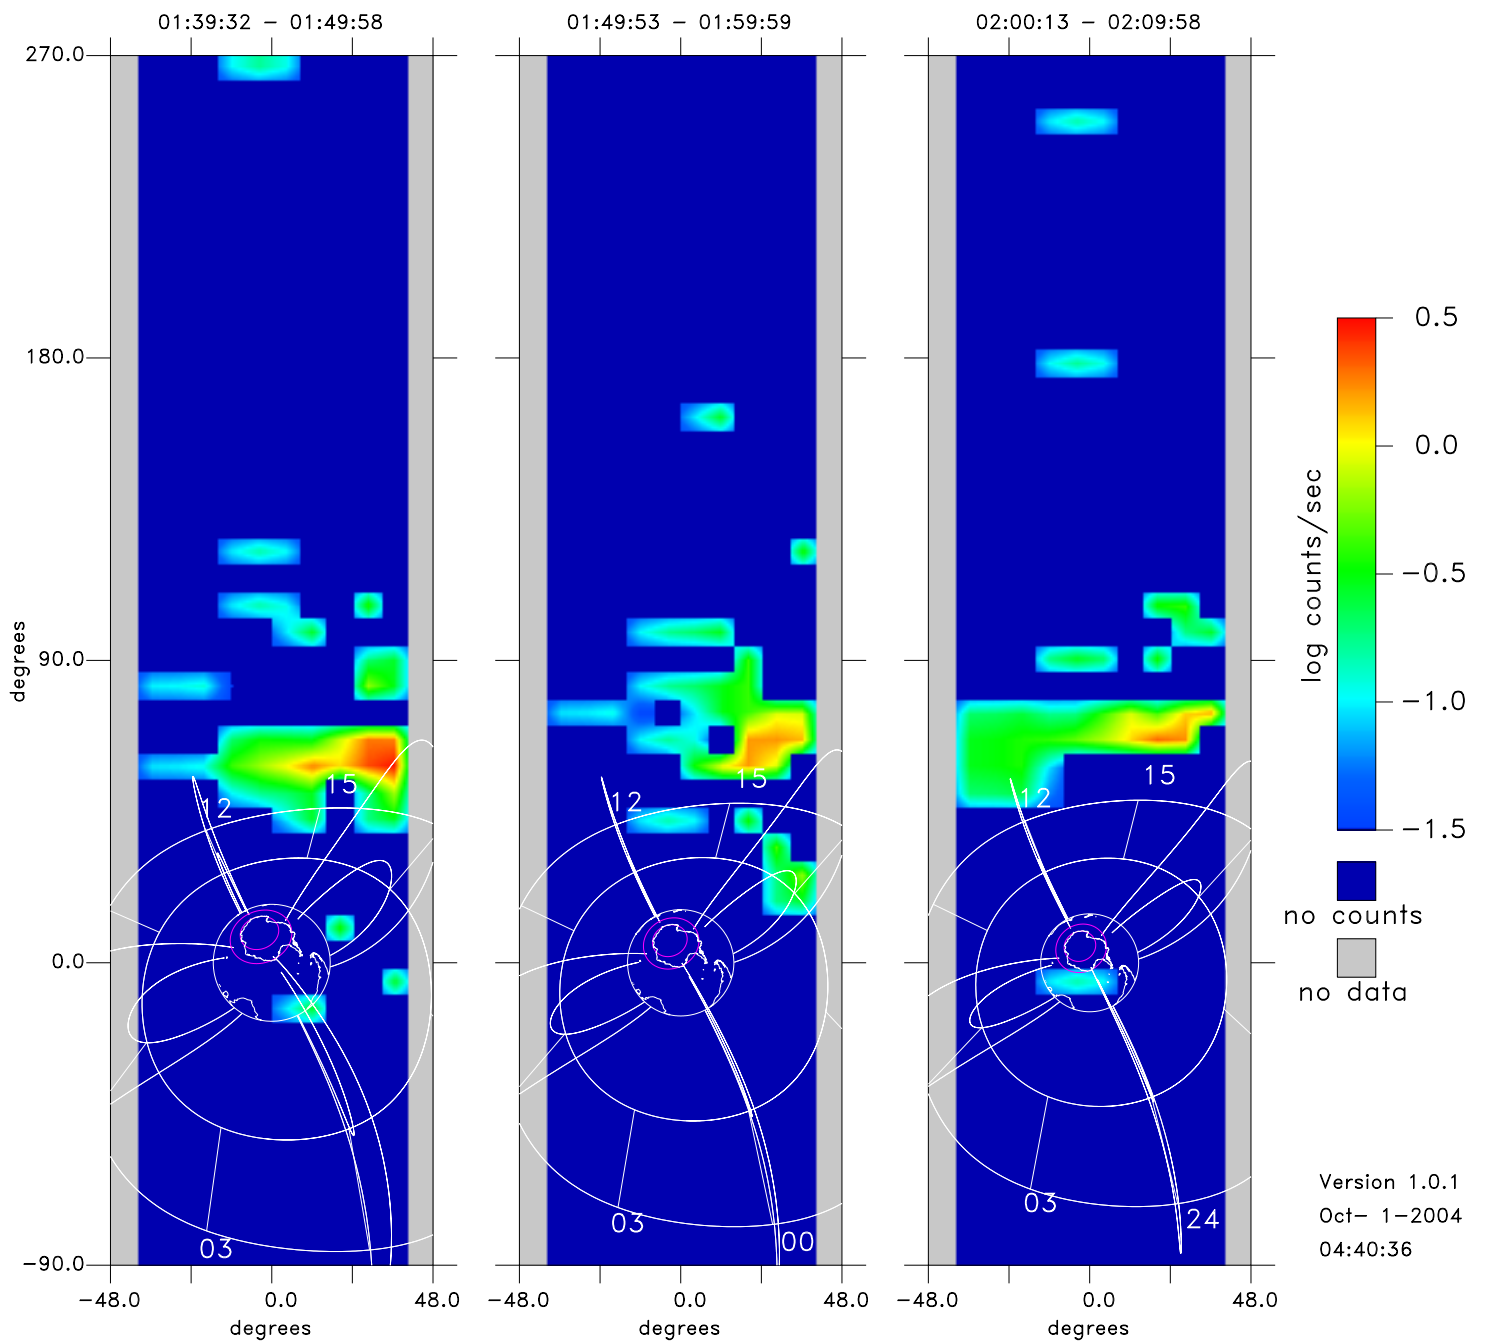 01:39:32 − 01:49:58
01:49:53 − 01:59:59
02:00:13 − 02:09:58
270.0
180.0
90.0
0.0
−90.0
degrees
12
15
03
12
15
03
00
12
15
03
24
−48.0
0.0
48.0
−48.0
0.0
48.0
−48.0
0.0
48.0
degrees
degrees
degrees
0.5
0.0
−0.5
−1.0
−1.5
log counts/sec
no counts
no data
Version 1.0.1
Oct− 1−2004
04:40:36